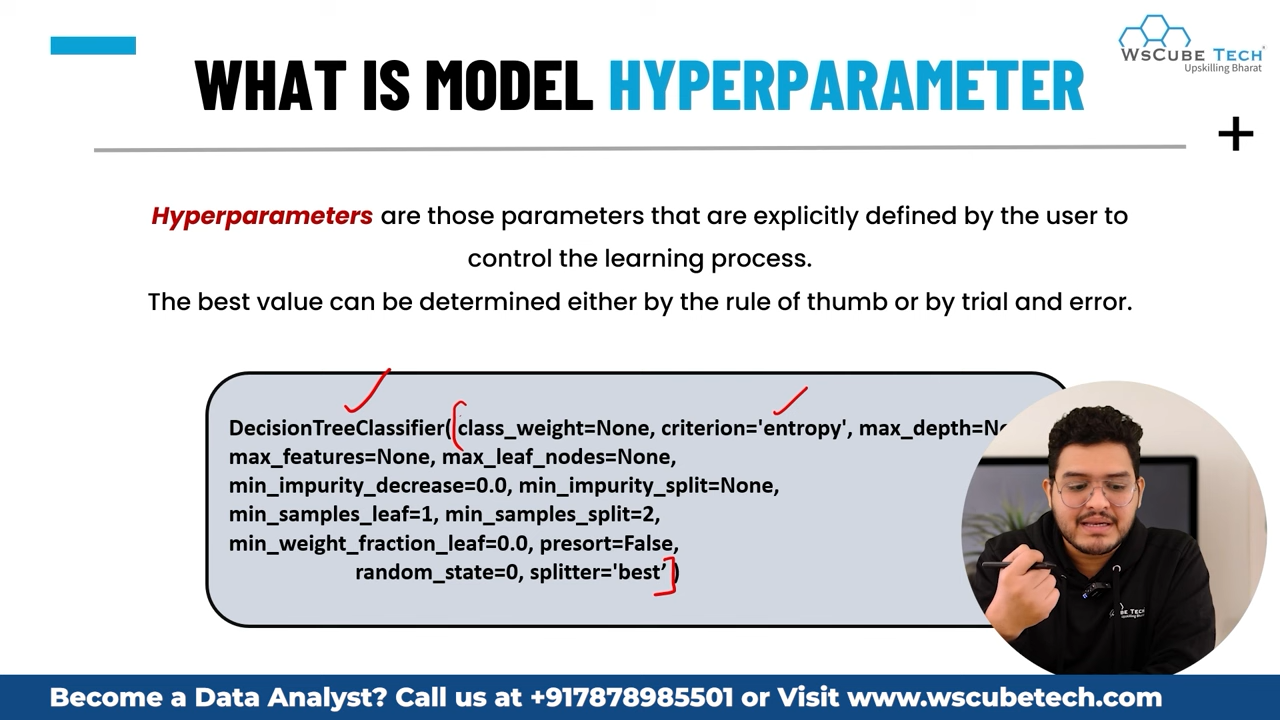 WsCube Tech
Upskilling Bharat
WHAT IS MODEL HYPERPARAMETER
+
Hyperparameters are those parameters that are explicitly defined by the user to
control the learning process.
The best value can be determined either by the rule of thumb or by trial and error.
DecisionTreeClassifier( class_weight=None, criterion='entropy', max_depth=No
max_features=None, max_leaf_nodes=None,
min_impurity_decrease=0.0, min_impurity_split=None,
min_samples_leaf=1, min_samples_split=2,
min_weight_fraction_leaf=0.0, presort=False,
random_state=0, splitter='best’ )
Become a Data Analyst? Call us at +917878985501 or Visit www.wscubetech.com